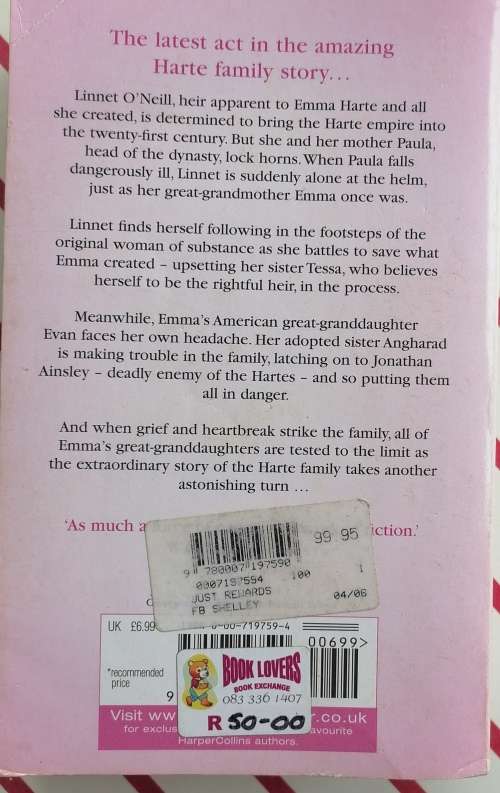 The latest act in the amazing
Harte family story...
Linnet O'Neill, heir apparent to Emma Harte and all
she created, is determined to bring the Harte empire into
the twenty-first century. But she and her mother Paula,
head of the dynasty, lock horns. When Paula falls
dangerously ill, Linnet is suddenly alone at the helm,
just as her great-grandmother Emma once was.
Linnet finds herself following in the footsteps of the
original woman of substance as she battles to save what
Emma created – upsetting her sister Tessa, who believes
herself to be the rightful heir, in the process.
Meanwhile, Emma's American great-granddaughter
Evan faces her own headache. Her adopted sister Angharad
is making trouble in the family, latching on to Jonathan
Ainsley – deadly enemy of the Hartes – and so putting them
all in danger.
And when grief and heartbreak strike the family, all of
Emma's great-granddaughters are tested to the limit as
the extraordinary story of the Harte family takes another
astonishing turn ...
'As much a iction.'
99 95
9 780007 197590
100 1
JUST REWARDS
FB SHELLEY 04/06
UK £6.99 0-00-719759-4
00699>
*recommended
price
9
BOOK LOVERS
BOOK EXCHANGE
083 336 1407
R 50-00
Visit ww r.co.uk
for exclus avourite
HarperCollins authors.